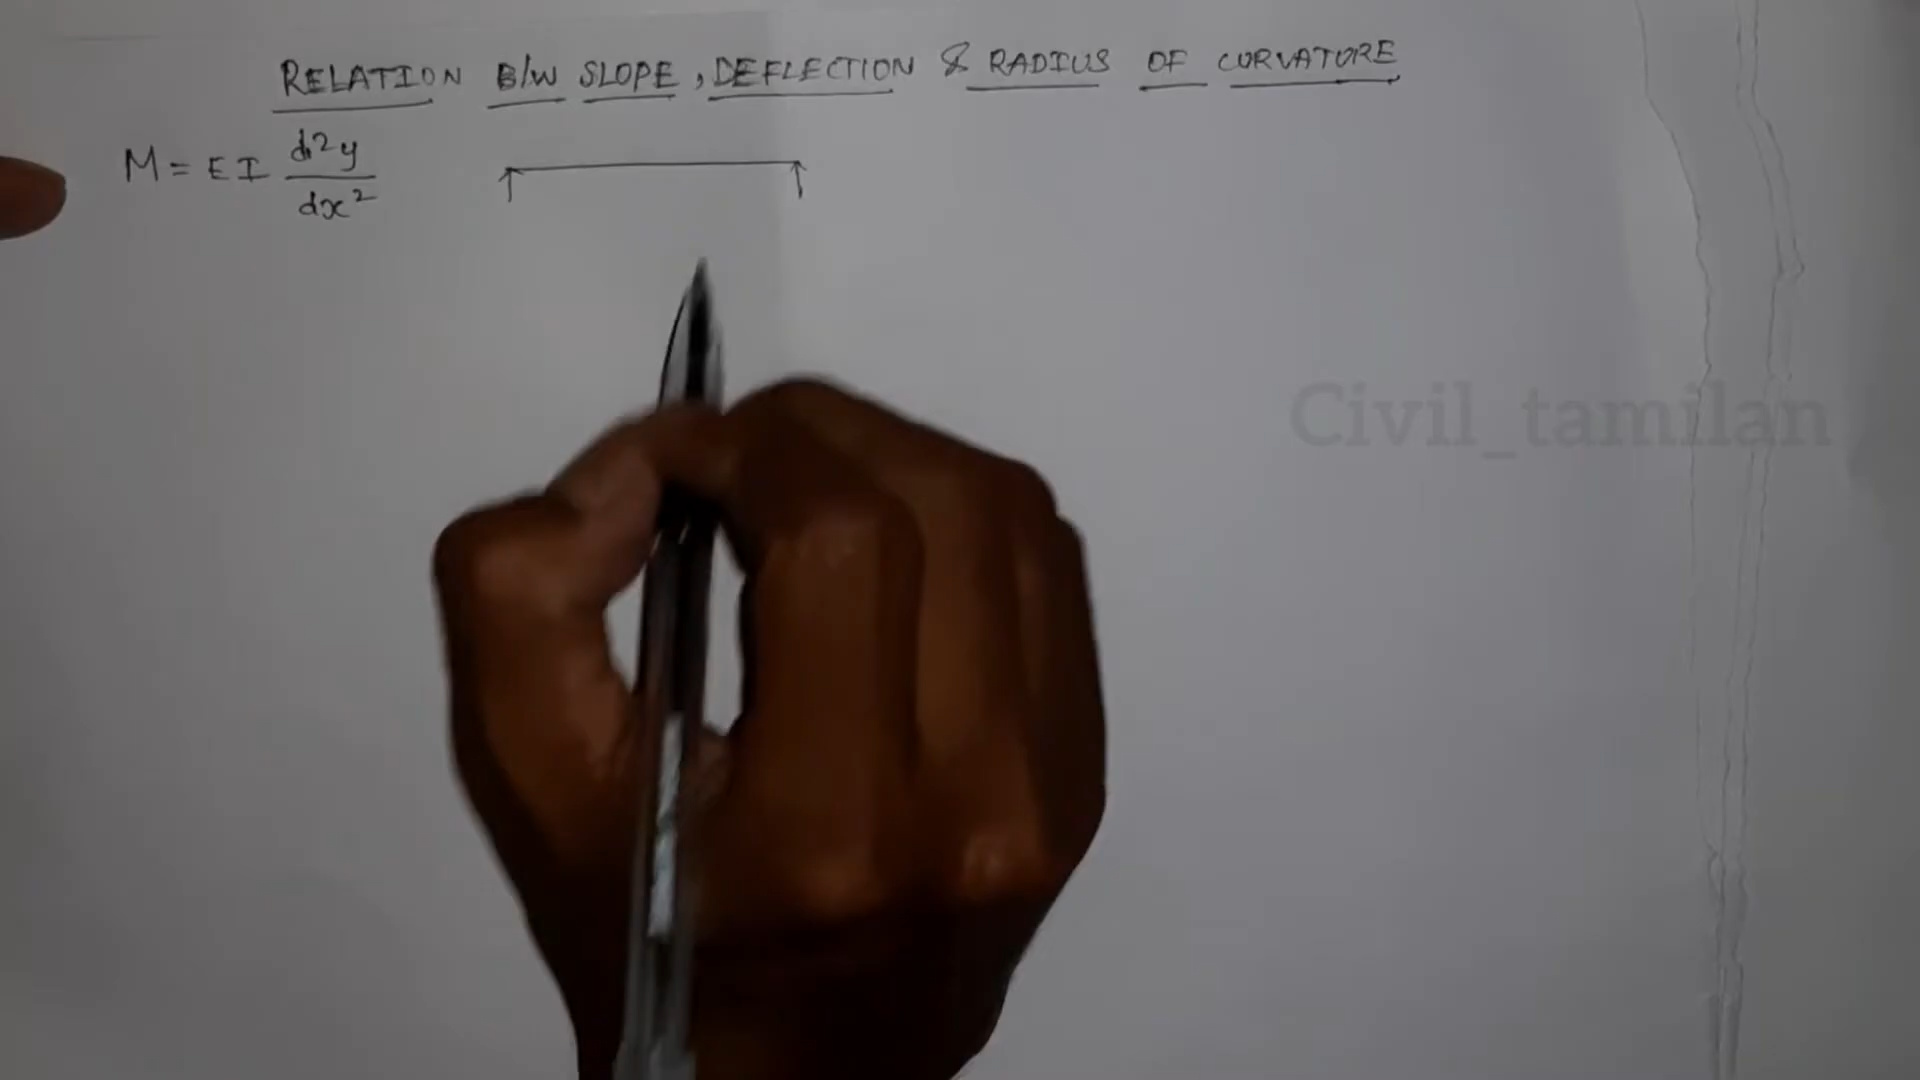 RELATION B/W SLOPE, DEFLECTION & RADIUS OF CURVATURE
M = EI d²y/dx²
Civil_tamilan